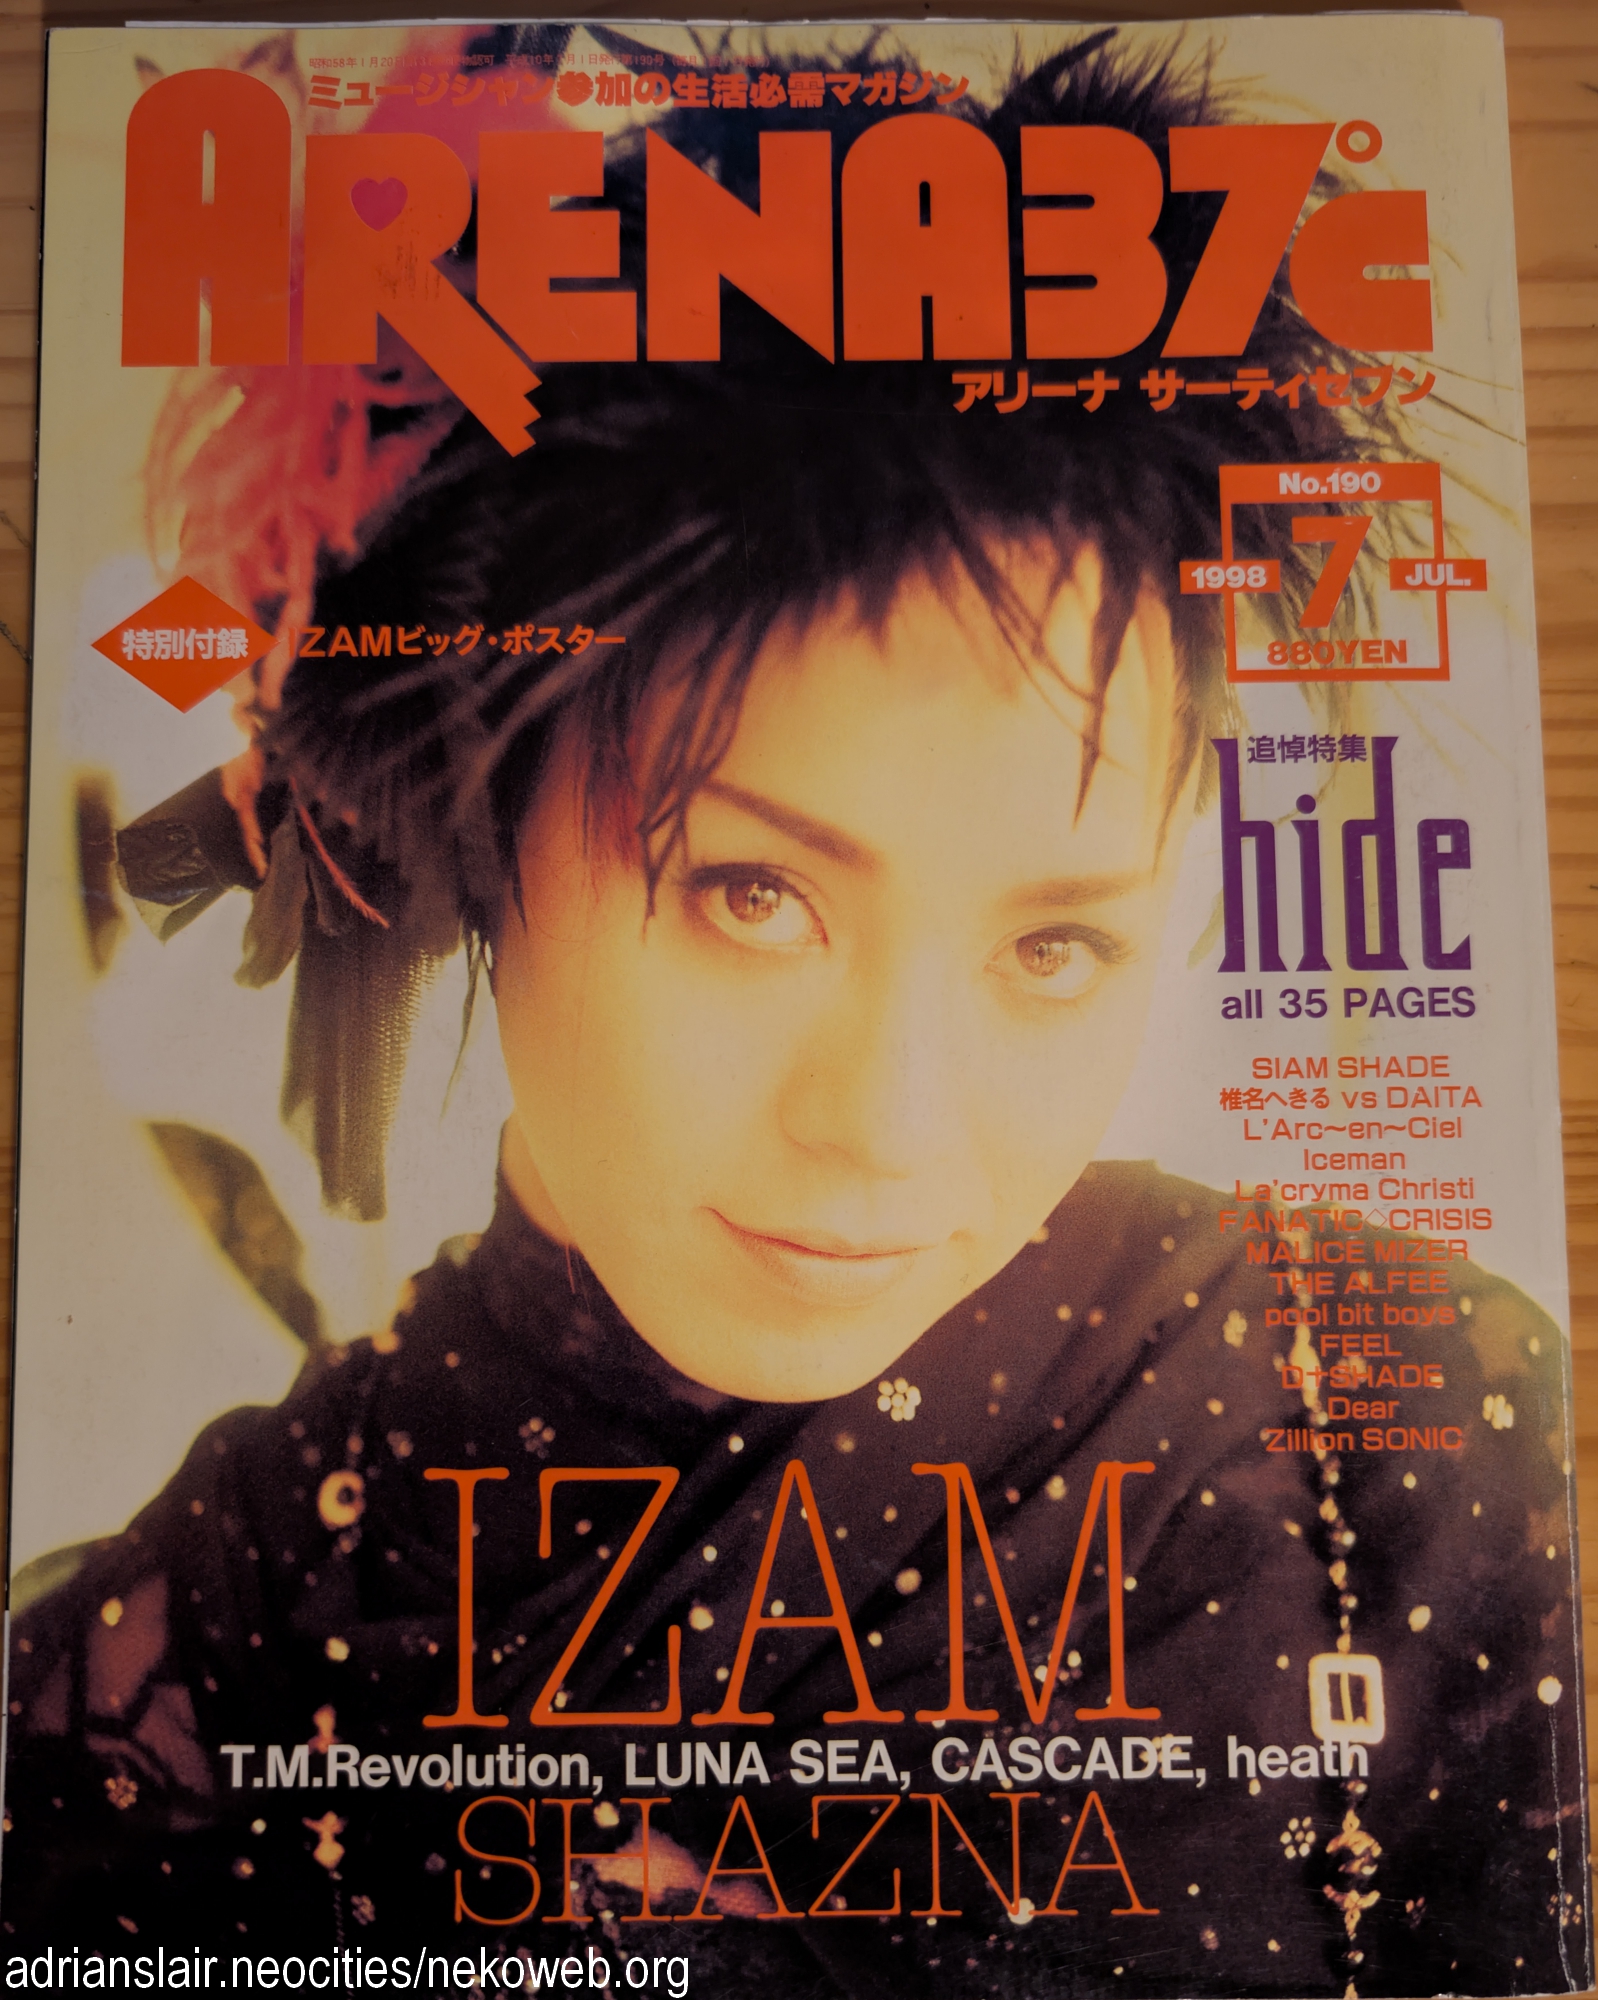 ミュージシャン参加の生活必需マガジン
ARENA37℃
アリーナ サーティセブン
No.190
1998 7 JUL.
880YEN
特別付録 IZAMビッグ・ポスター
追悼特集
hide
all 35 PAGES
SIAM SHADE
椎名へきる vs DAITA
L'Arc〜en〜Ciel
Iceman
La'cryma Christi
FANATIC◇CRISIS
MALICE MIZER
THE ALFEE
pool bit boys
FEEL
D†SHADE
Dear
Zillion SONIC
IZAM
T.M.Revolution, LUNA SEA, CASCADE, heath
SHAZNA
adrianslair.neocities/nekoweb.org